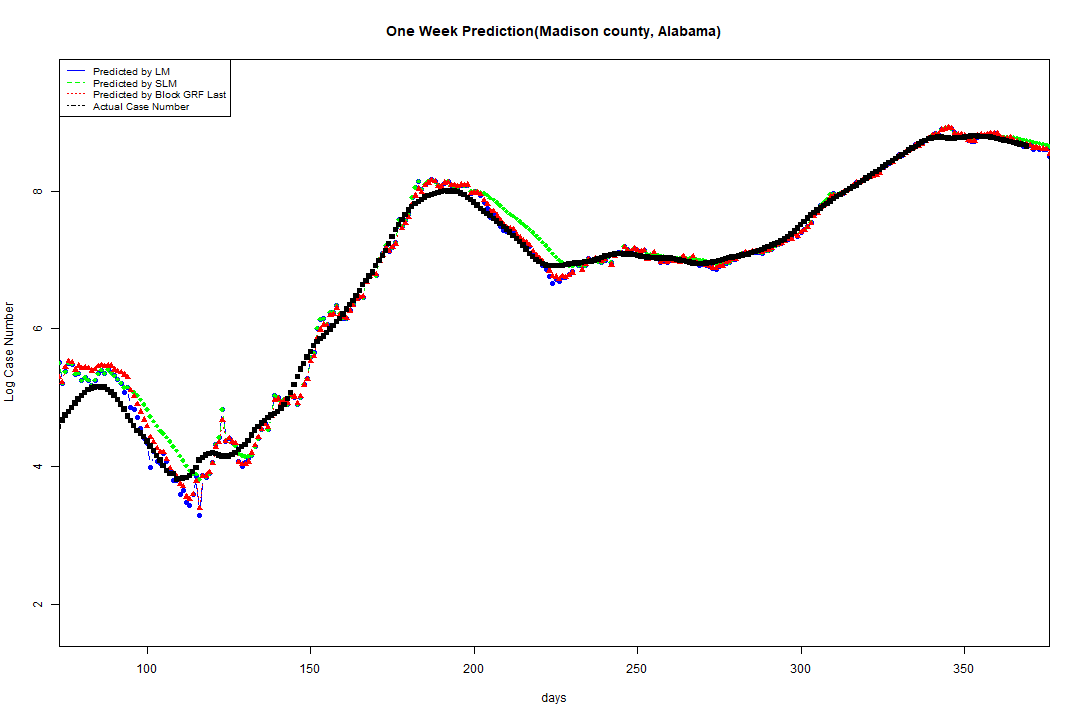 One Week Prediction(Madison county, Alabama)
Predicted by LM
Predicted by SLM
Predicted by Block GRF Last
Actual Case Number
Log Case Number
8
6
4
2
100 150 200 250 300 350
days